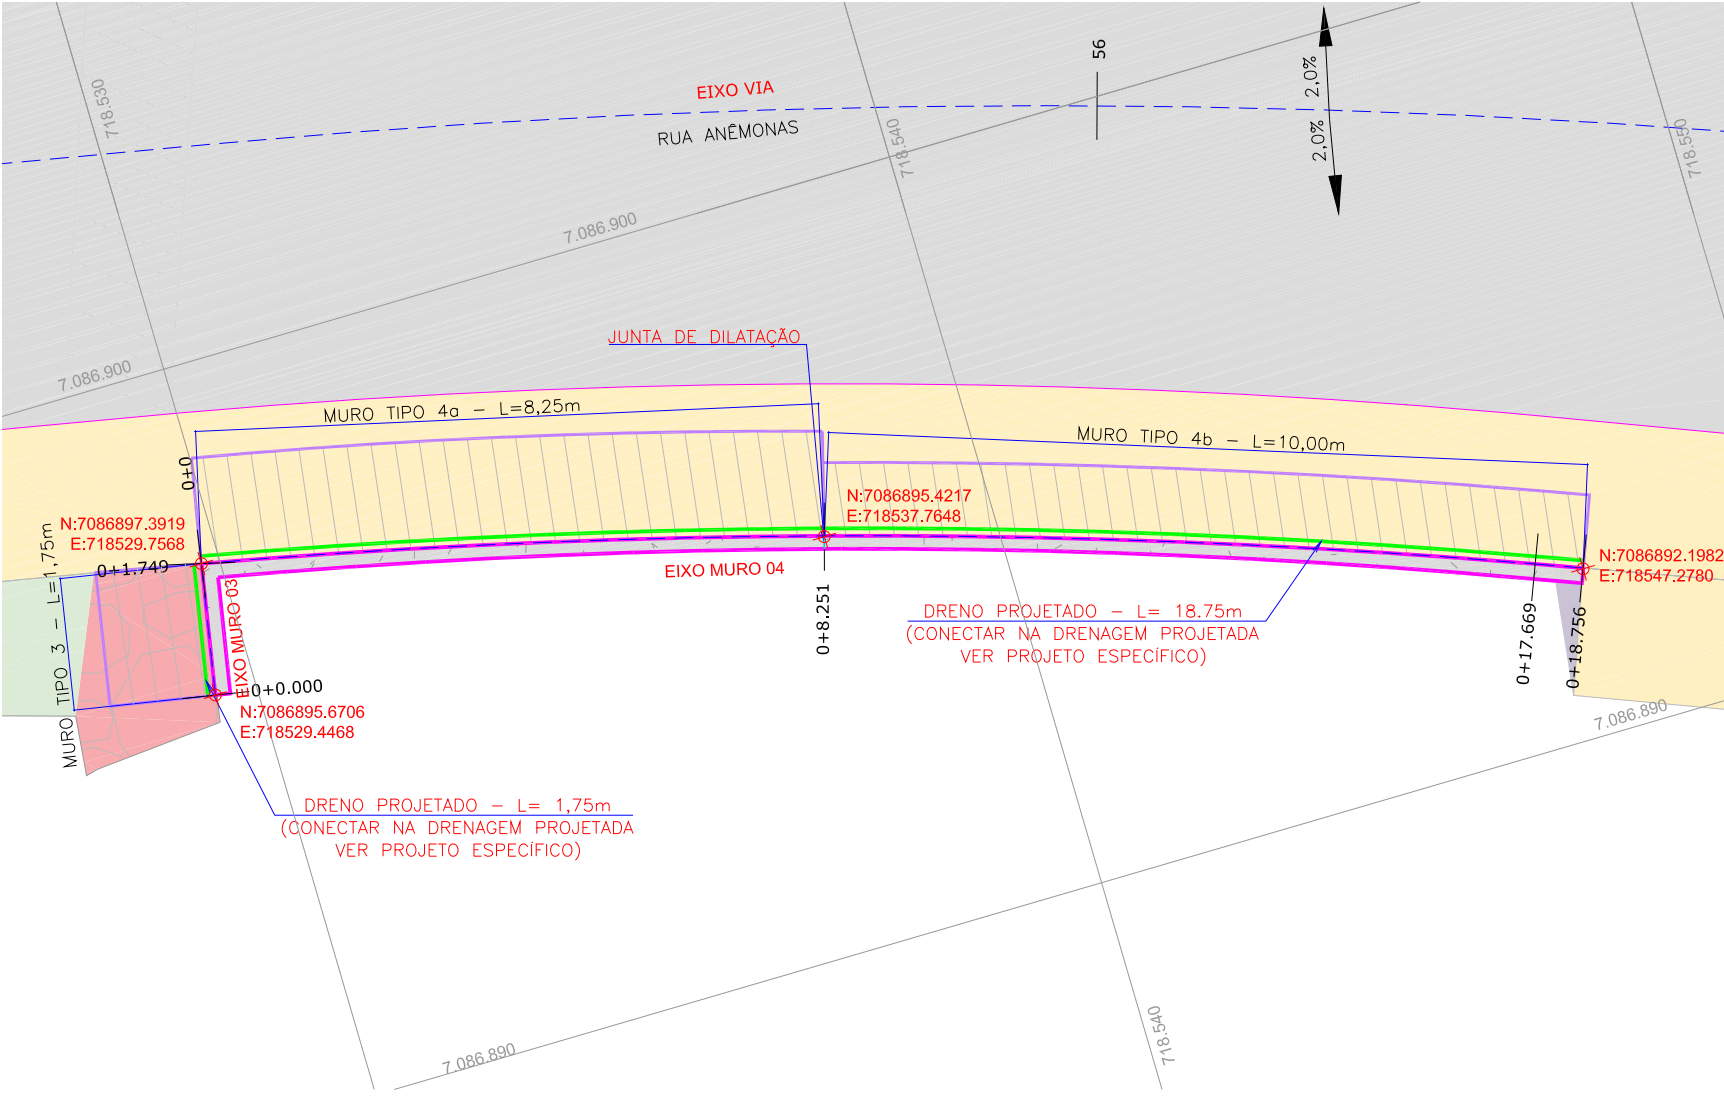 56
2,0%
2,0%
718.530
EIXO VIA
RUA ANÊMONAS
718.540
718.550
7.086.900
7.086.900
JUNTA DE DILATAÇÃO
MURO TIPO 4a - L=8,25m
MURO TIPO 4b - L=10,00m
0+0
N:7086897.3919
E:718529.7568
0+1.749
MURO TIPO 3 - L=1,75m
N:7086895.4217
E:718537.7648
N:7086892.1982
E:718547.2780
EIXO MURO 04
EIXO MURO 03
0+8.251
DRENO PROJETADO - L= 18.75m
(CONECTAR NA DRENAGEM PROJETADA
VER PROJETO ESPECÍFICO)
0+17.669
0+18.756
0+0.000
N:7086895.6706
E:718529.4468
7.086.890
DRENO PROJETADO - L= 1,75m
(CONECTAR NA DRENAGEM PROJETADA
VER PROJETO ESPECÍFICO)
718.540
7.086.890